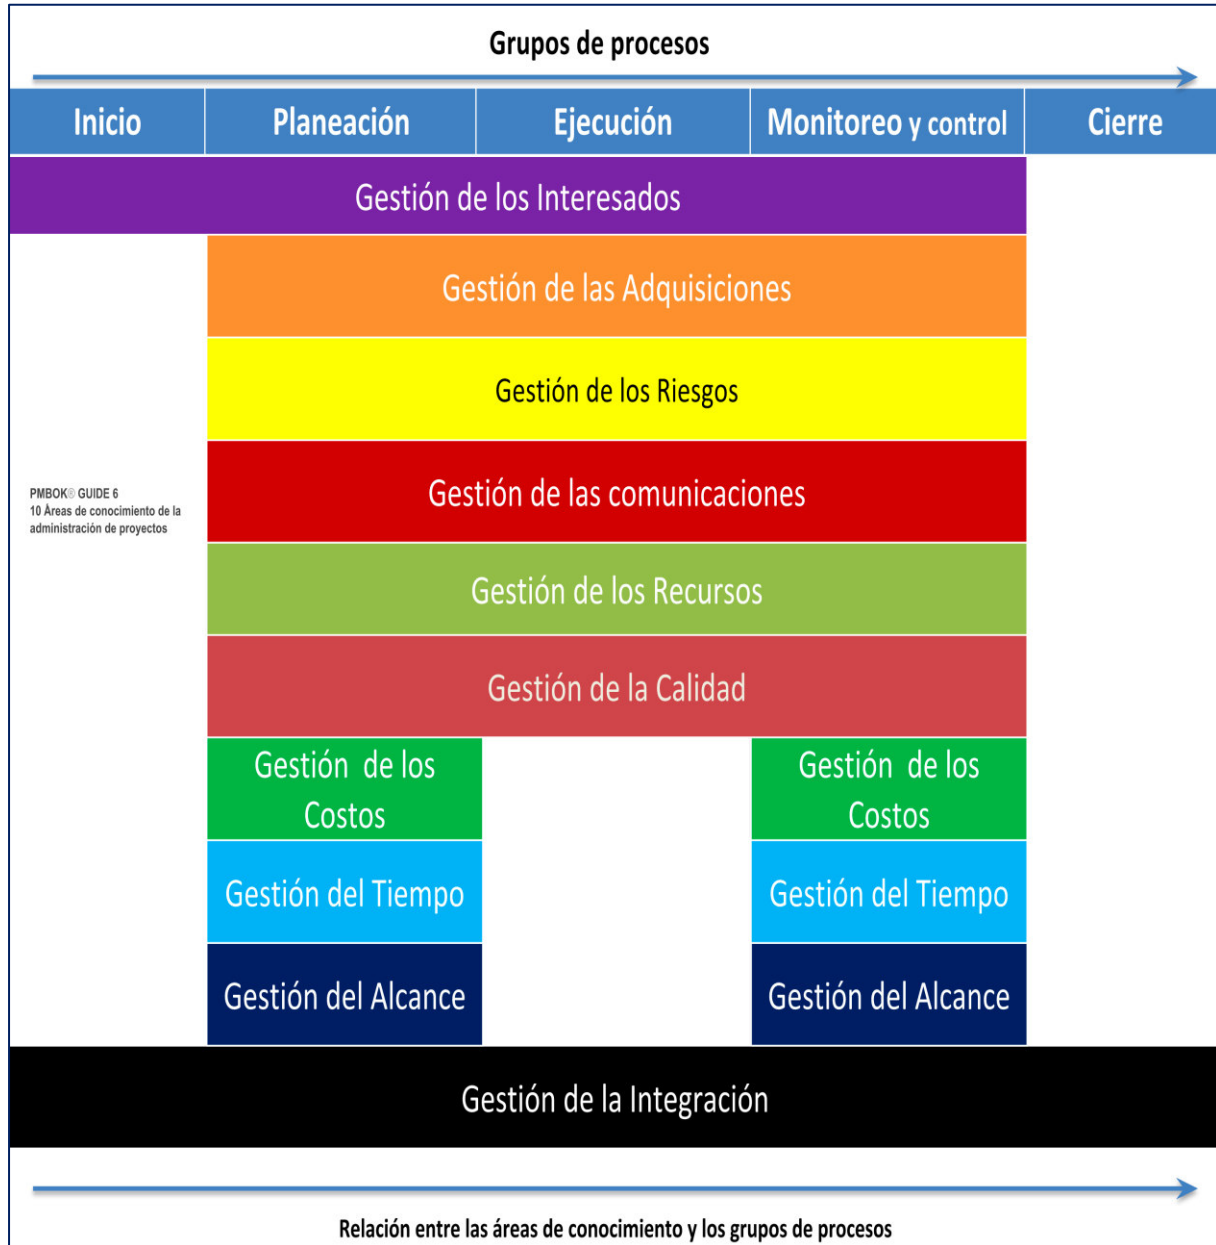 Grupos de procesos
Inicio
Planeación
Ejecución
Monitoreo y control
Cierre
Gestión de los Interesados
Gestión de las Adquisiciones
Gestión de los Riesgos
Gestión de las comunicaciones
PMBOK® GUIDE 6
10 Áreas de conocimiento de la
administración de proyectos
Gestión de los Recursos
Gestión de la Calidad
Gestión de los
Costos
Gestión de los
Costos
Gestión del Tiempo
Gestión del Tiempo
Gestión del Alcance
Gestión del Alcance
Gestión de la Integración
Relación entre las áreas de conocimiento y los grupos de procesos